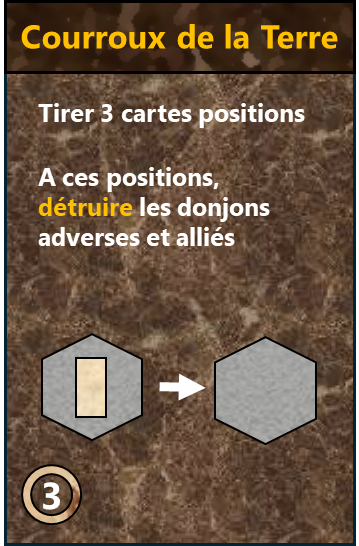 Courroux de la Terre
Tirer 3 cartes positions
A ces positions,
détruire les donjons
adverses et alliés
3